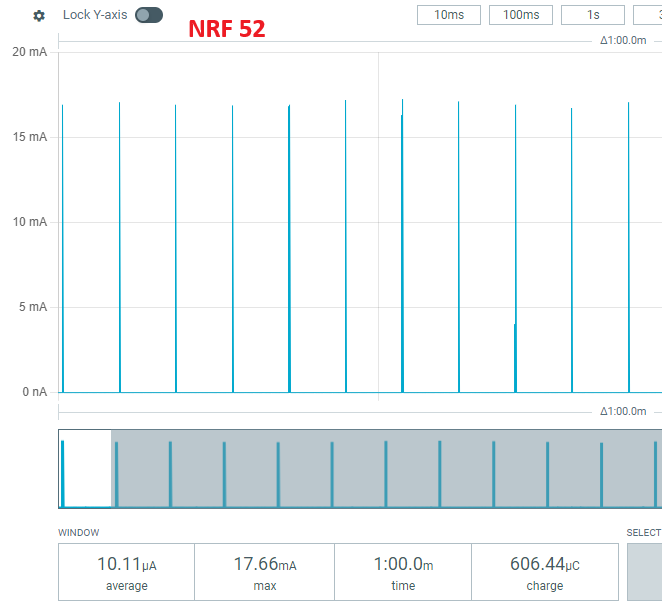 Lock Y-axis
NRF 52
10ms 100ms 1s 3
Δ1:00.0m
20 mA
15 mA
10 mA
5 mA
0 nA
Δ1:00.0m
WINDOW
SELECT
10.11µA 17.66mA 1:00.0m 606.44µC
average max time charge